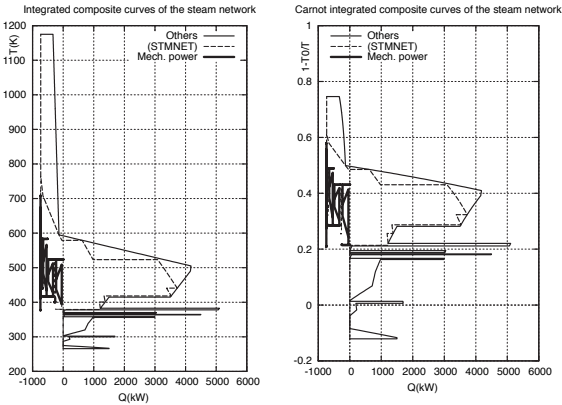 Integrated composite curves of the steam network
T(K)
Others
(STMNET)
Mech. power
1200
1100
1000
900
800
700
600
500
400
300
200
-1000 0 1000 2000 3000 4000 5000 6000
Q(kW)
Carnot integrated composite curves of the steam network
1-T0/T
Others
(STMNET)
Mech. power
1
0.8
0.6
0.4
0.2
0
-0.2
-1000 0 1000 2000 3000 4000 5000 6000
Q(kW)